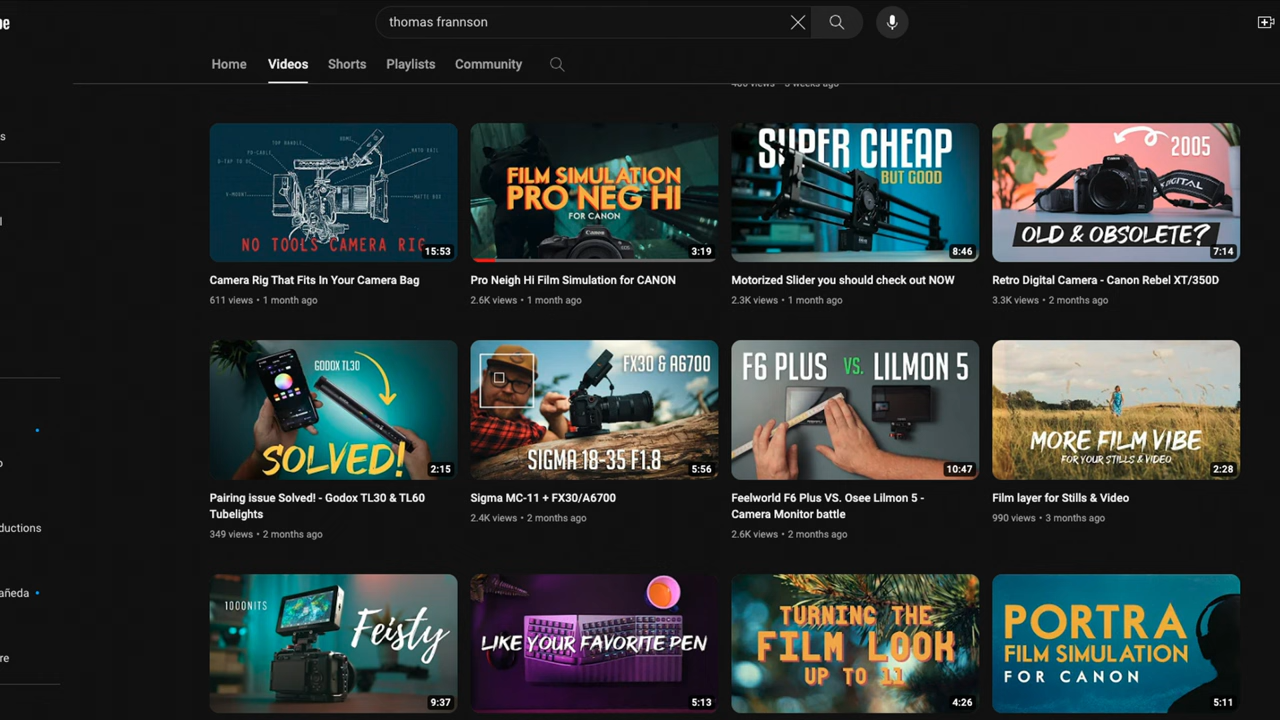 thomas frannson
Home Videos Shorts Playlists Community
NO TOOLS CAMERA RIG
15:53
Camera Rig That Fits In Your Camera Bag
611 views • 1 month ago
FILM SIMULATION
PRO NEG HI
FOR CANON
Canon
3:19
Pro Neigh Hi Film Simulation for CANON
2.6K views • 1 month ago
SUPER CHEAP
BUT GOOD
8:46
Motorized Slider you should check out NOW
2.3K views • 1 month ago
2005
Canon
DIGITAL
OLD & OBSOLETE?
7:14
Retro Digital Camera - Canon Rebel XT/350D
3.3K views • 2 months ago
GODOX TL30
SOLVED!
2:15
Pairing issue Solved! - Godox TL30 & TL60
Tubelights
349 views • 2 months ago
FX30 & A6700
SIGMA 18-35 F1.8
5:56
Sigma MC-11 + FX30/A6700
2.4K views • 2 months ago
F6 PLUS VS. LILMON 5
10:47
Feelworld F6 Plus VS. Osee Lilmon 5 -
Camera Monitor battle
2.6K views • 2 months ago
MORE FILM VIBE
FOR YOUR STILLS & VIDEO
2:28
Film layer for Stills & Video
990 views • 3 months ago
1000NITS
Feisty
9:37
LIKE YOUR FAVORITE PEN
5:13
TURNING THE
FILM LOOK
UP TO 11
4:26
PORTRA
FILM SIMULATION
FOR CANON
5:11